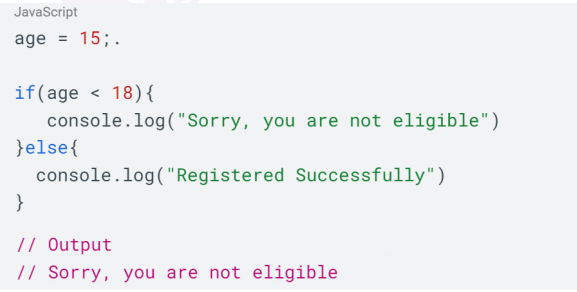 JavaScript
age = 15;.
if(age < 18){
console.log("Sorry, you are not eligible")
}else{
console.log("Registered Successfully")
}
// Output
// Sorry, you are not eligible